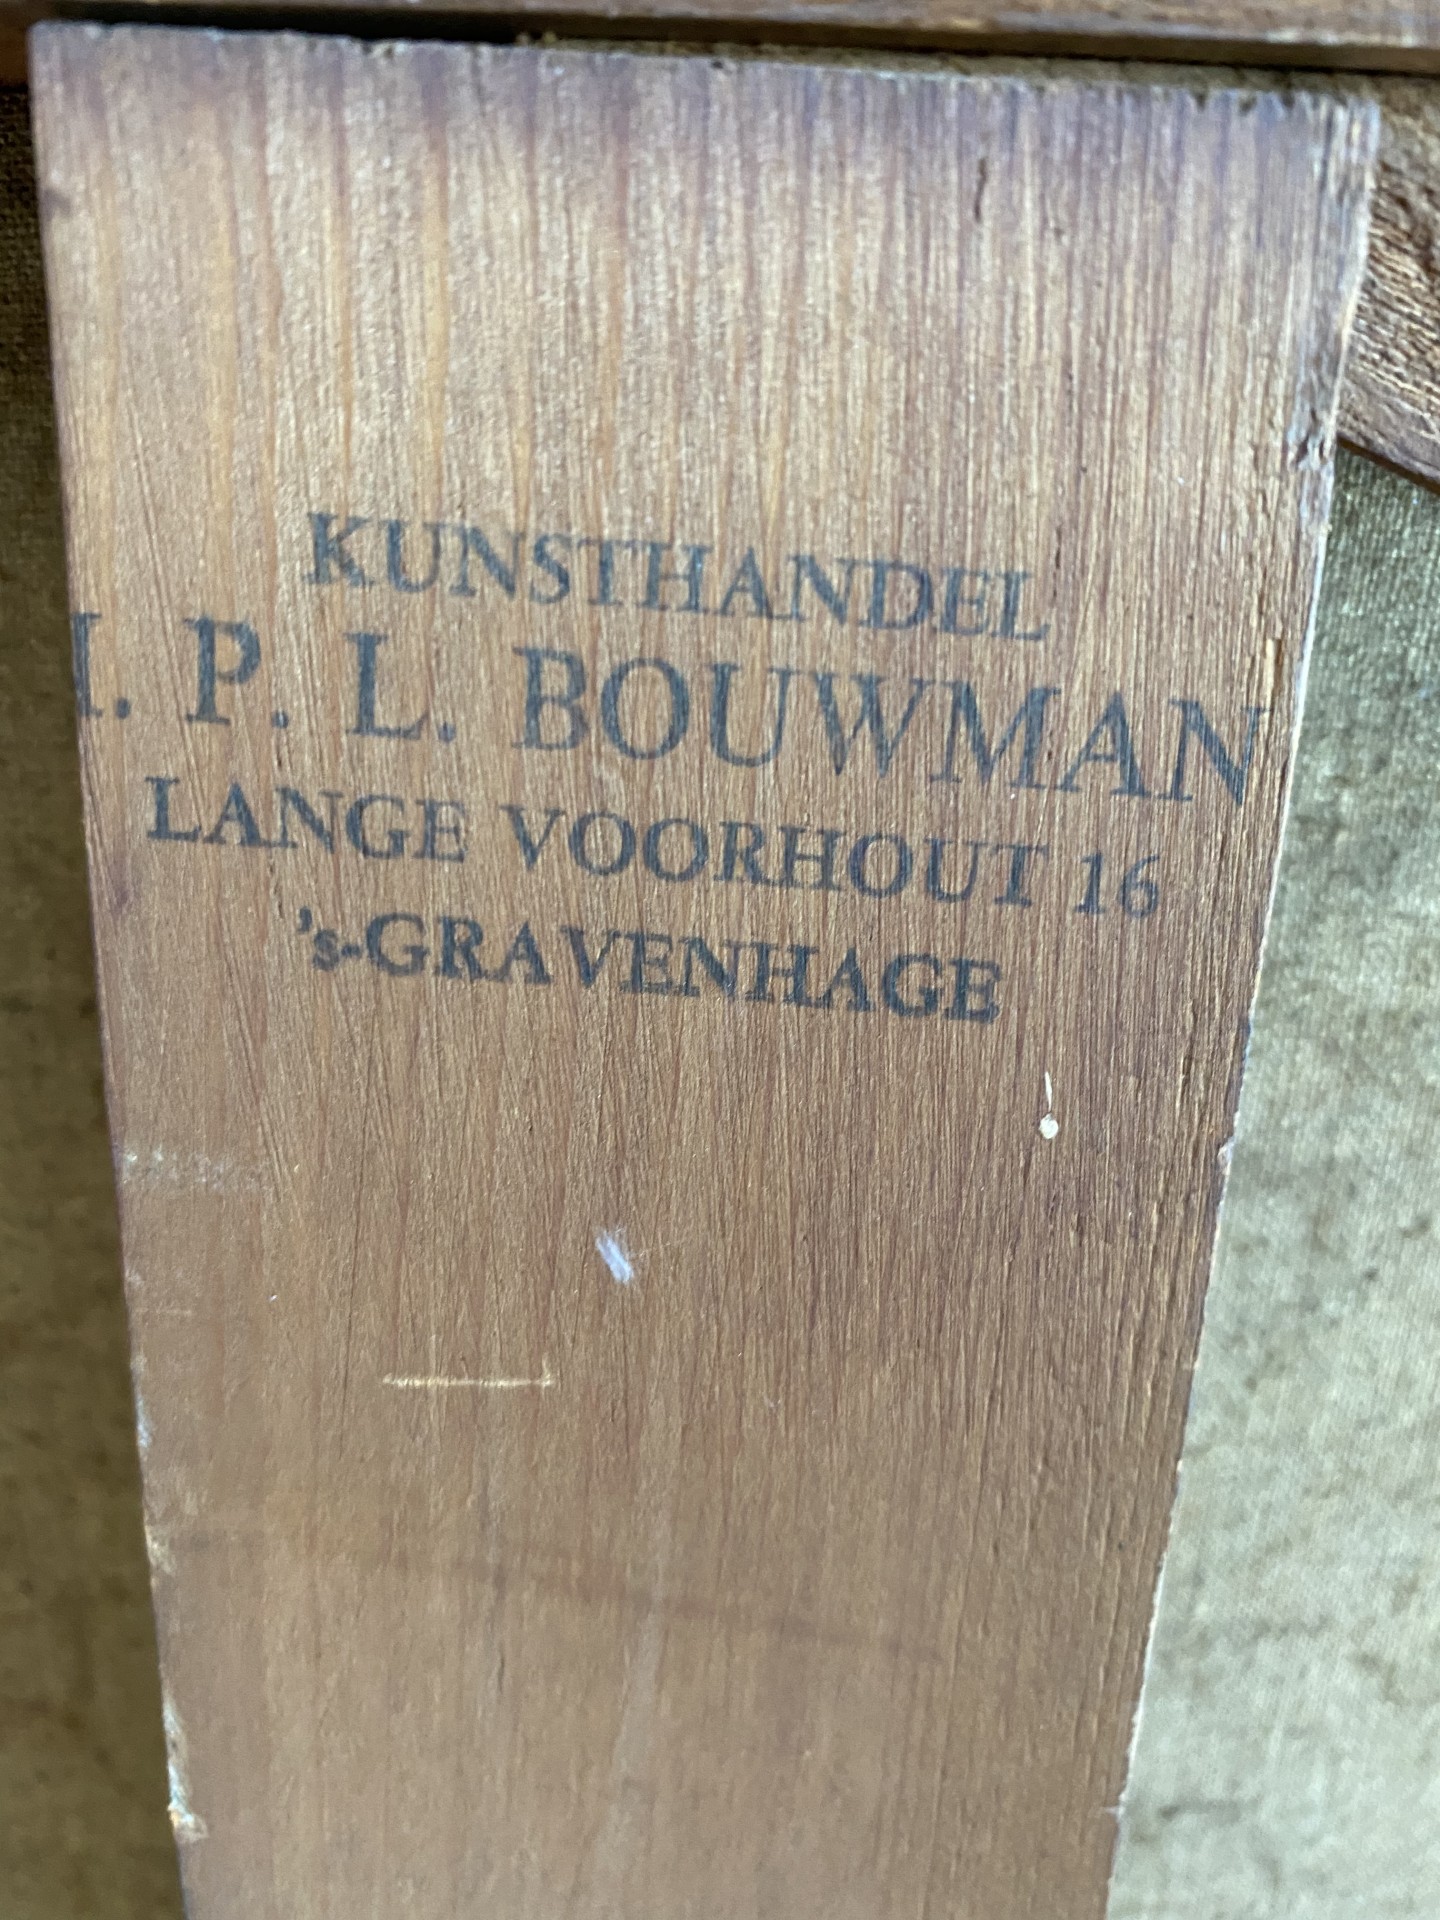 KUNSTHANDEL
P. L. BOUWMAN
LANGE VOORHOUT 16
's-GRAVENHAGE